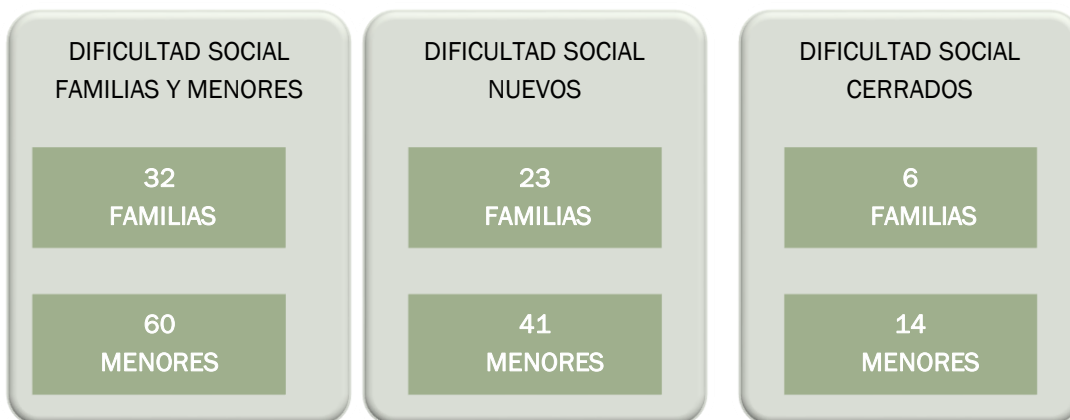 DIFICULTAD SOCIAL
FAMILIAS Y MENORES
32
FAMILIAS
60
MENORES
DIFICULTAD SOCIAL
NUEVOS
23
FAMILIAS
41
MENORES
DIFICULTAD SOCIAL
CERRADOS
6
FAMILIAS
14
MENORES